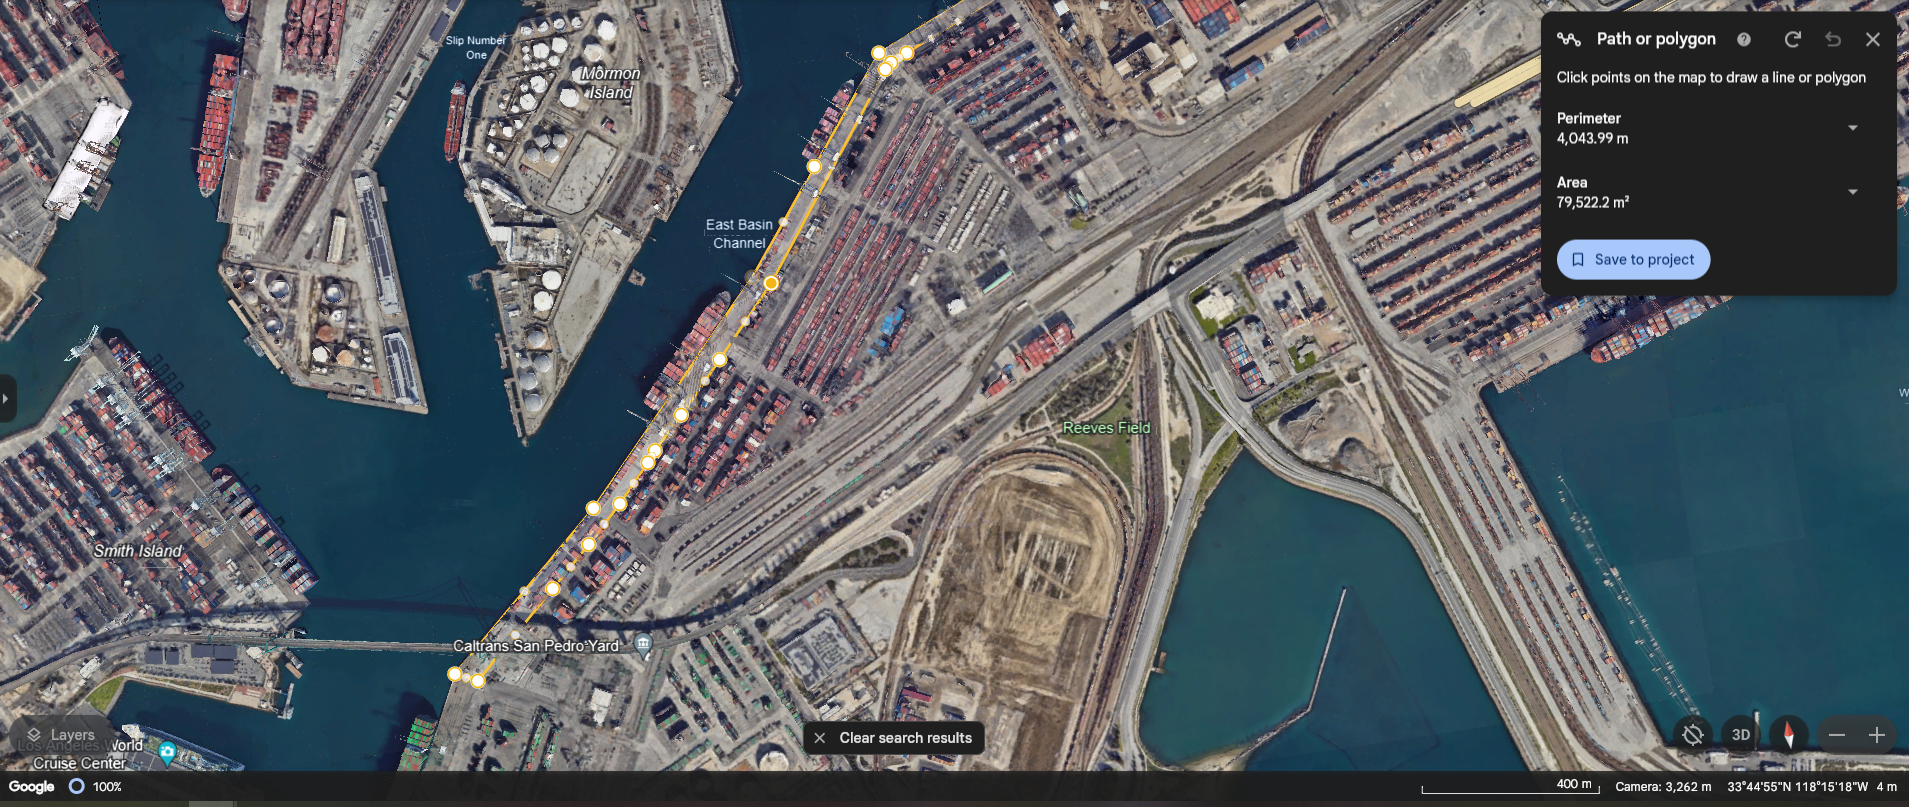 Slip Number
One
Mormon
Island
East Basin
Channel
Reeves Field
Smith Island
Caltrans San Pedro Yard
Layers
Los Angeles World
Cruise Center
Clear search results
Path or polygon
Click points on the map to draw a line or polygon
Perimeter
4,043.99 m
Area
79,522.2 m²
Save to project
W
3D
Google
100%
400 m
Camera: 3,262 m
33°44'55"N 118°15'18"W
4 m